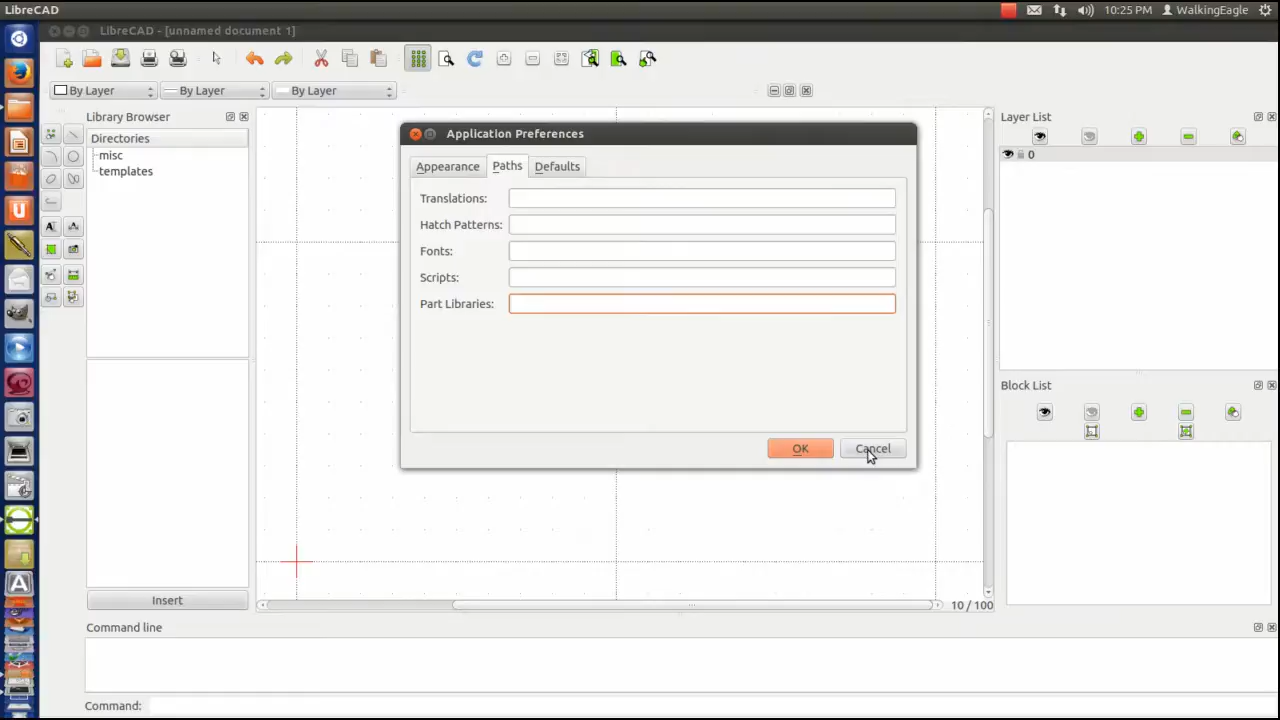 LibreCAD
10:25 PM
WalkingEagle
LibreCAD - [unnamed document 1]
By Layer
By Layer
By Layer
Library Browser
Directories
misc
templates
Insert
Application Preferences
Appearance
Paths
Defaults
Translations:
Hatch Patterns:
Fonts:
Scripts:
Part Libraries:
OK
Cancel
10 / 100
Layer List
0
Block List
Command line
Command: